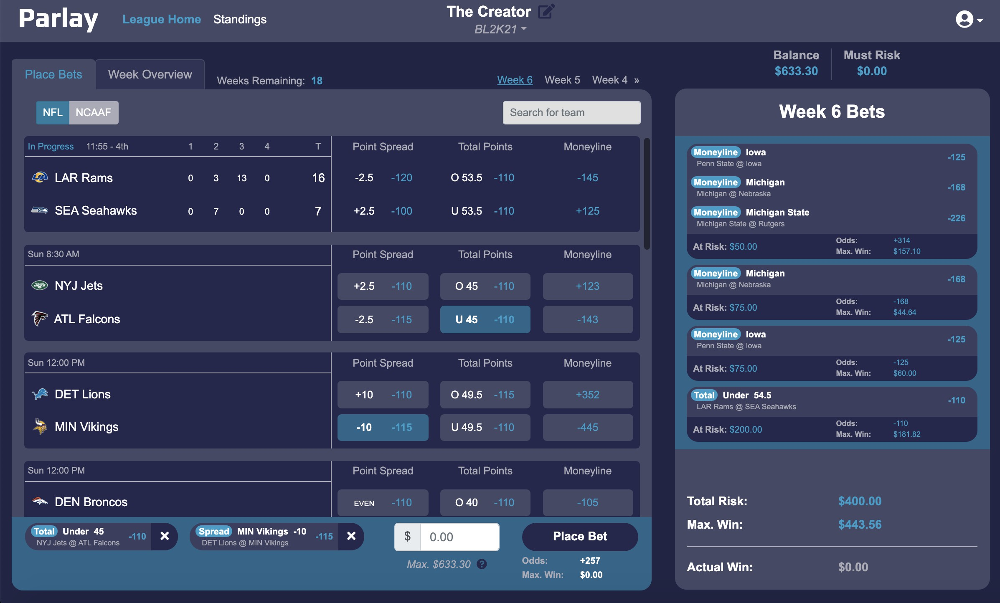 Parlay League Home Standings
The Creator
BL2K21
Balance Must Risk
$633.30 $0.00
Place Bets Week Overview Weeks Remaining: 18 Week 6 Week 5 Week 4 »
NFL NCAAF Search for team
In Progress 11:55 - 4th 1 2 3 4 T Point Spread Total Points Moneyline
LAR Rams 0 3 13 0 16 -2.5 -120 O 53.5 -110 -145
SEA Seahawks 0 7 0 0 7 +2.5 -100 U 53.5 -110 +125
Sun 8:30 AM Point Spread Total Points Moneyline
NYJ Jets +2.5 -110 O 45 -110 +123
ATL Falcons -2.5 -115 U 45 -110 -143
Sun 12:00 PM Point Spread Total Points Moneyline
DET Lions +10 -110 O 49.5 -115 +352
MIN Vikings -10 -115 U 49.5 -110 -445
Sun 12:00 PM Point Spread Total Points Moneyline
DEN Broncos EVEN -110 O 40 -110 -105
Total Under 45 -110
NYJ Jets @ ATL Falcons
Spread MIN Vikings -10 -115
DET Lions @ MIN Vikings
$ 0.00
Max. $633.30 ?
Place Bet
Odds: +257
Max. Win: $0.00
Week 6 Bets
Moneyline Iowa -125
Penn State @ Iowa
Moneyline Michigan -168
Michigan @ Nebraska
Moneyline Michigan State -226
Michigan State @ Rutgers
At Risk: $50.00 Odds: +314
Max. Win: $157.10
Moneyline Michigan -168
Michigan @ Nebraska
At Risk: $75.00 Odds: -168
Max. Win: $44.64
Moneyline Iowa -125
Penn State @ Iowa
At Risk: $75.00 Odds: -125
Max. Win: $60.00
Total Under 54.5 -110
LAR Rams @ SEA Seahawks
At Risk: $200.00 Odds: -110
Max. Win: $181.82
Total Risk: $400.00
Max. Win: $443.56
Actual Win: $0.00